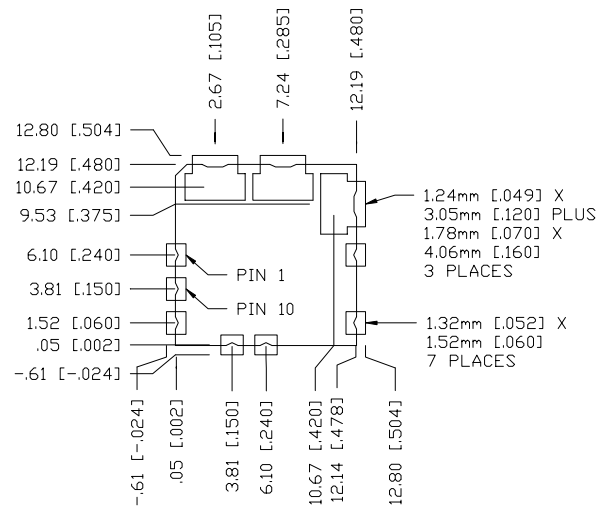 2.67 [.105]
7.24 [.285]
12.19 [.480]
12.80 [.504]
12.19 [.480]
10.67 [.420]
9.53 [.375]
6.10 [.240]
3.81 [.150]
1.52 [.060]
.05 [.002]
-.61 [-.024]
PIN 1
PIN 10
1.24mm [.049] X
3.05mm [.120] PLUS
1.78mm [.070] X
4.06mm [.160]
3 PLACES
1.32mm [.052] X
1.52mm [.060]
7 PLACES
-.61 [-.024]
.05 [.002]
3.81 [.150]
6.10 [.240]
10.67 [.420]
12.14 [.478]
12.80 [.504]